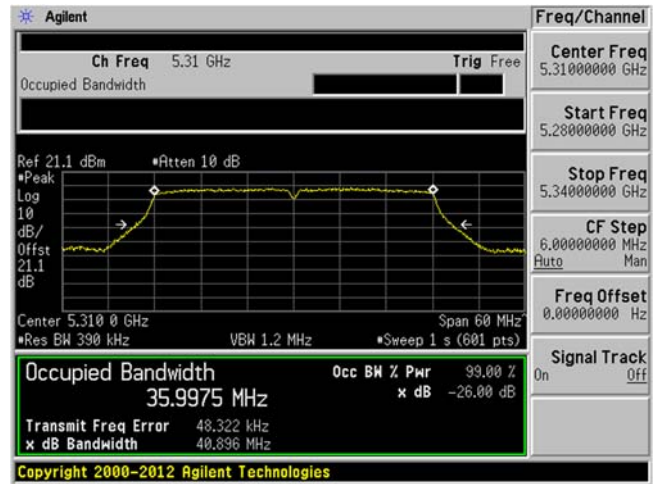 Agilent
Freq/Channel
Ch Freq 5.31 GHz Trig Free
Occupied Bandwidth
Center Freq
5.31000000 GHz
Start Freq
5.28000000 GHz
Stop Freq
5.34000000 GHz
CF Step
6.00000000 MHz
Auto Man
Freq Offset
0.00000000 Hz
Signal Track
On Off
Ref 21.1 dBm *Atten 10 dB
*Peak
Log
10
dB/
Offst
21.1
dB
Center 5.310 0 GHz Span 60 MHz^
*Res BW 390 kHz VBW 1.2 MHz *Sweep 1 s (601 pts)
Occupied Bandwidth Occ BW % Pwr 99.00 %
35.9975 MHz x dB -26.00 dB
Transmit Freq Error 48.322 kHz
x dB Bandwidth 40.896 MHz
Copyright 2000-2012 Agilent Technologies